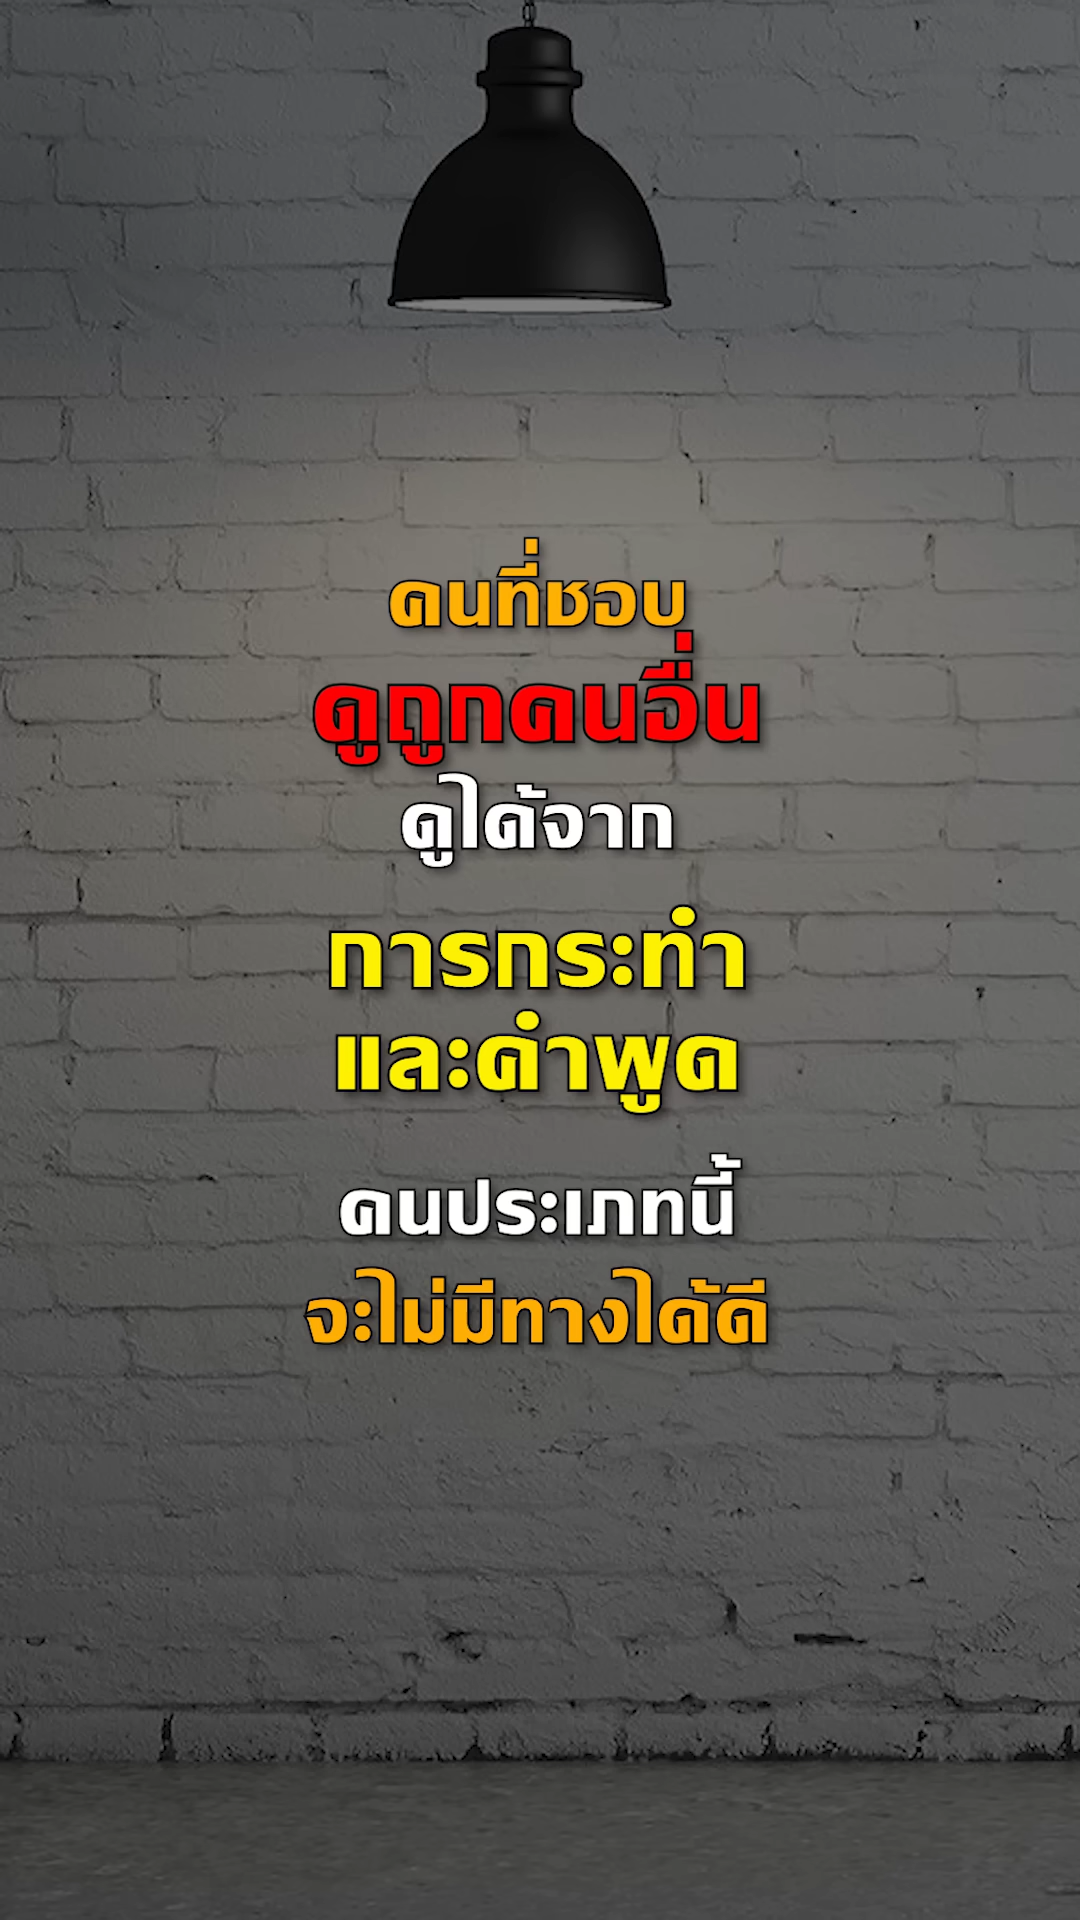 คนที่ชอบ
ดูถูกคนอื่น
ดูได้จาก
การกระทำ
และคำพูด
คนประเภทนี้
จะไม่มีทางได้ดี